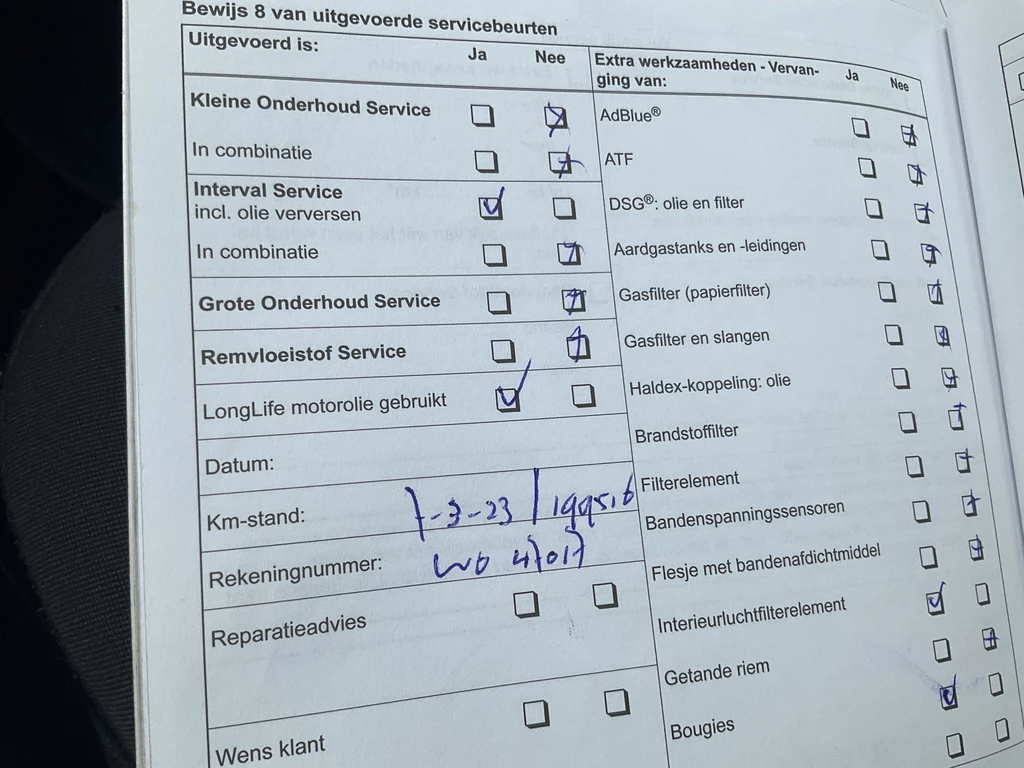 Bewijs 8 van uitgevoerde servicebeurten
Uitgevoerd is: Ja Nee
Kleine Onderhoud Service
In combinatie
Interval Service
incl. olie verversen
In combinatie
Grote Onderhoud Service
Remvloeistof Service
LongLife motorolie gebruikt
Datum:
Km-stand: 7-3-23 / 199516
Rekeningnummer: WO 47017
Reparatieadvies
Wens klant
Extra werkzaamheden - Vervan-
ging van: Ja Nee
AdBlue®
ATF
DSG®: olie en filter
Aardgastanks en -leidingen
Gasfilter (papierfilter)
Gasfilter en slangen
Haldex-koppeling: olie
Brandstoffilter
Filterelement
Bandenspanningssensoren
Flesje met bandenafdichtmiddel
Interieurluchtfilterelement
Getande riem
Bougies